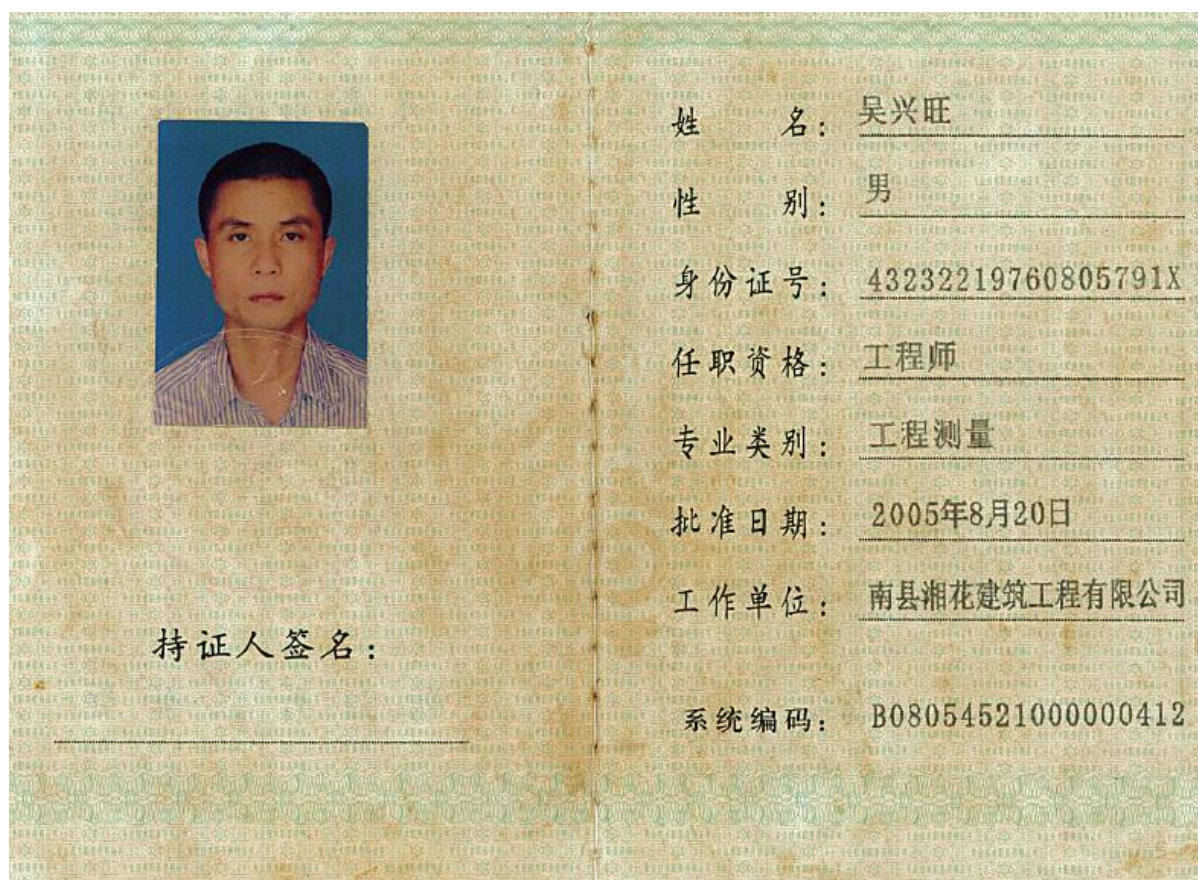 持证人签名：
姓名：吴兴旺
性别：男
身份证号：43232219760805791X
任职资格：工程师
专业类别：工程测量
批准日期：2005年8月20日
工作单位：南县湘花建筑工程有限公司
系统编码：B08054521000000412